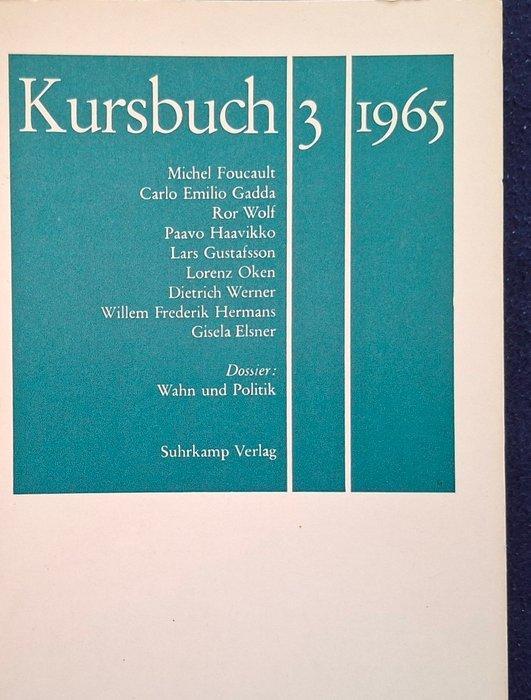 Kursbuch 3 1965
Michel Foucault
Carlo Emilio Gadda
Ror Wolf
Paavo Haavikko
Lars Gustafsson
Lorenz Oken
Dietrich Werner
Willem Frederik Hermans
Gisela Elsner
Dossier:
Wahn und Politik
Suhrkamp Verlag